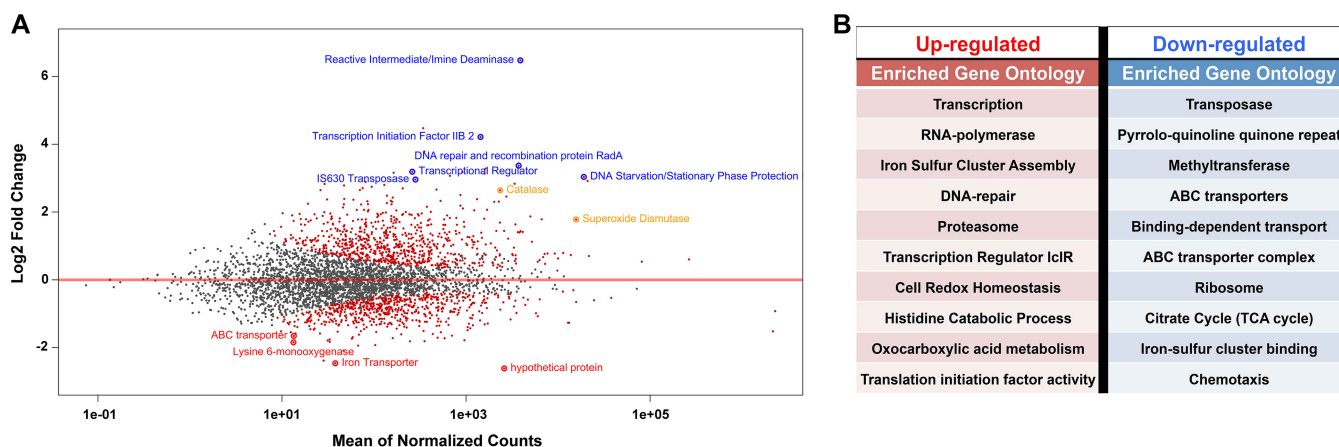 A
Log2 Fold Change
6
4
2
0
-2
Reactive Intermediate/Imine Deaminase
Transcription Initiation Factor IIB 2
DNA repair and recombination protein RadA
Transcriptional Regulator
IS630 Transposase
DNA Starvation/Stationary Phase Protection
Catalase
Superoxide Dismutase
ABC transporter
Lysine 6-monooxygenase
Iron Transporter
hypothetical protein
1e-01 1e+01 1e+03 1e+05
Mean of Normalized Counts
B
Up-regulated Down-regulated
Enriched Gene Ontology Enriched Gene Ontology
Transcription Transposase
RNA-polymerase Pyrrolo-quinoline quinone repeat
Iron Sulfur Cluster Assembly Methyltransferase
DNA-repair ABC transporters
Proteasome Binding-dependent transport
Transcription Regulator IclR ABC transporter complex
Cell Redox Homeostasis Ribosome
Histidine Catabolic Process Citrate Cycle (TCA cycle)
Oxocarboxylic acid metabolism Iron-sulfur cluster binding
Translation initiation factor activity Chemotaxis